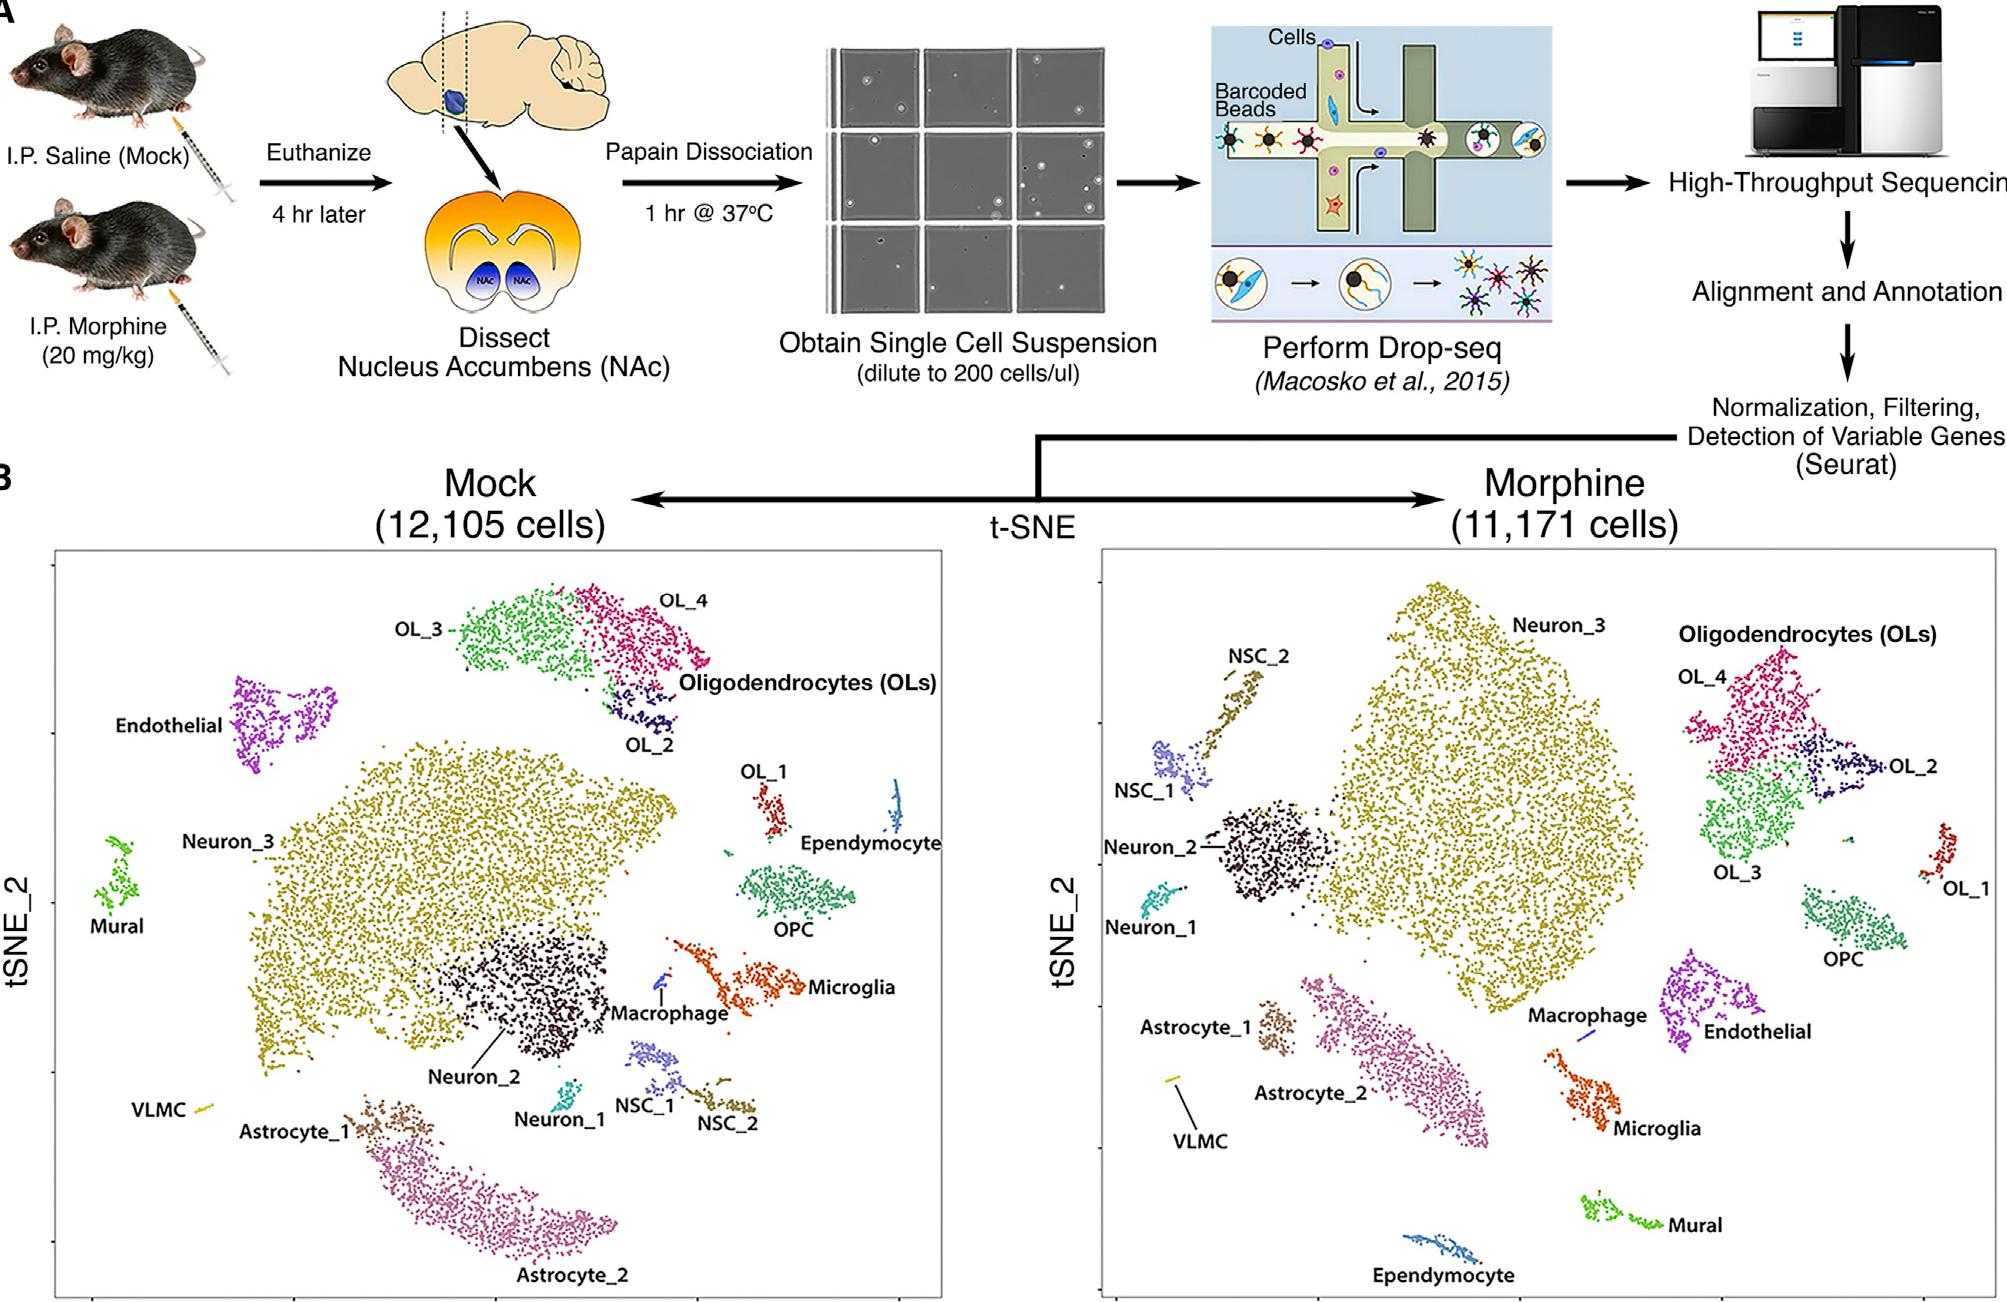 A
I.P. Saline (Mock)
I.P. Morphine
(20 mg/kg)
Euthanize
4 hr later
NAc NAc
Dissect
Nucleus Accumbens (NAc)
Papain Dissociation
1 hr @ 37ºC
Obtain Single Cell Suspension
(dilute to 200 cells/ul)
Cells
Barcoded
Beads
Perform Drop-seq
(Macosko et al., 2015)
High-Throughput Sequencin
Alignment and Annotation
Normalization, Filtering,
Detection of Variable Genes
(Seurat)
B
Mock
(12,105 cells)
t-SNE
Morphine
(11,171 cells)
tSNE_2
OL_4
OL_3
Oligodendrocytes (OLs)
Endothelial
OL_2
OL_1
Ependymocyte
Neuron_3
Mural
OPC
Microglia
Macrophage
Neuron_2
VLMC
Astrocyte_1
Neuron_1
NSC_1
NSC_2
Astrocyte_2
tSNE_2
Neuron_3
Oligodendrocytes (OLs)
NSC_2
OL_4
OL_2
NSC_1
Neuron_2
OL_3
OL_1
Neuron_1
OPC
Macrophage
Astrocyte_1
Endothelial
Astrocyte_2
Microglia
VLMC
Mural
Ependymocyte